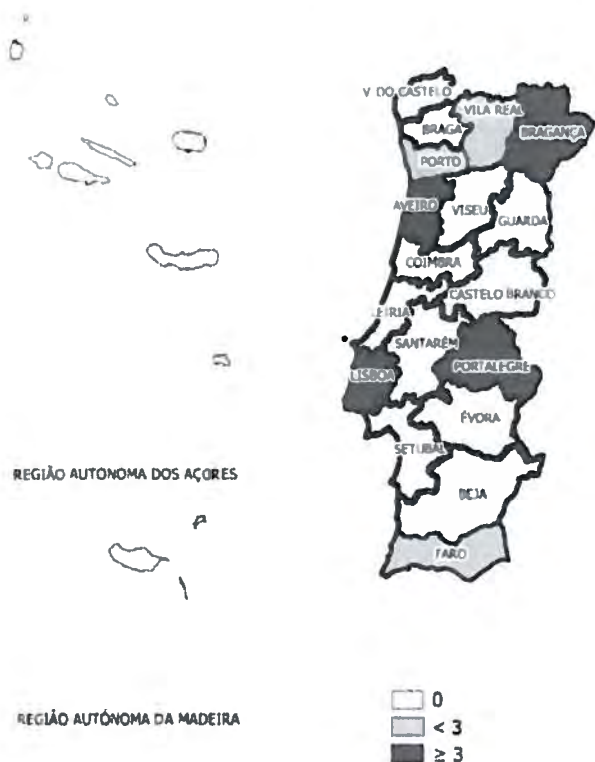 V. DO CASTELO
VILA REAL
BRAGA
BRAGANÇA
PORTO
AVEIRO
VISEU
GUARDA
COIMBRA
CASTELO BRANCO
LEIRIA
SANTARÉM
LISBOA
PORTALEGRE
ÉVORA
SETUBAL
REGIÃO AUTONOMA DOS AÇORES
BEJA
FARO
REGIÃO AUTÓNOMA DA MADEIRA
0
< 3
≥ 3